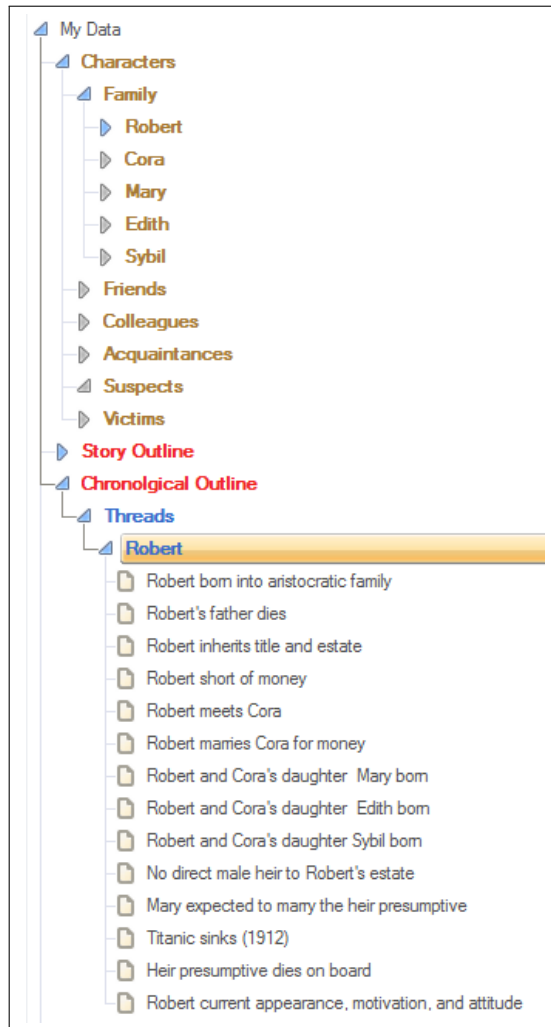 My Data
Characters
Family
Robert
Cora
Mary
Edith
Sybil
Friends
Colleagues
Acquaintances
Suspects
Victims
Story Outline
Chronolgical Outline
Threads
Robert
Robert born into aristocratic family
Robert's father dies
Robert inherits title and estate
Robert short of money
Robert meets Cora
Robert marries Cora for money
Robert and Cora's daughter  Mary born
Robert and Cora's daughter  Edith born
Robert and Cora's daughter Sybil born
No direct male heir to Robert's estate
Mary expected to marry the heir presumptive
Titanic sinks (1912)
Heir presumptive dies on board
Robert current appearance, motivation, and attitude